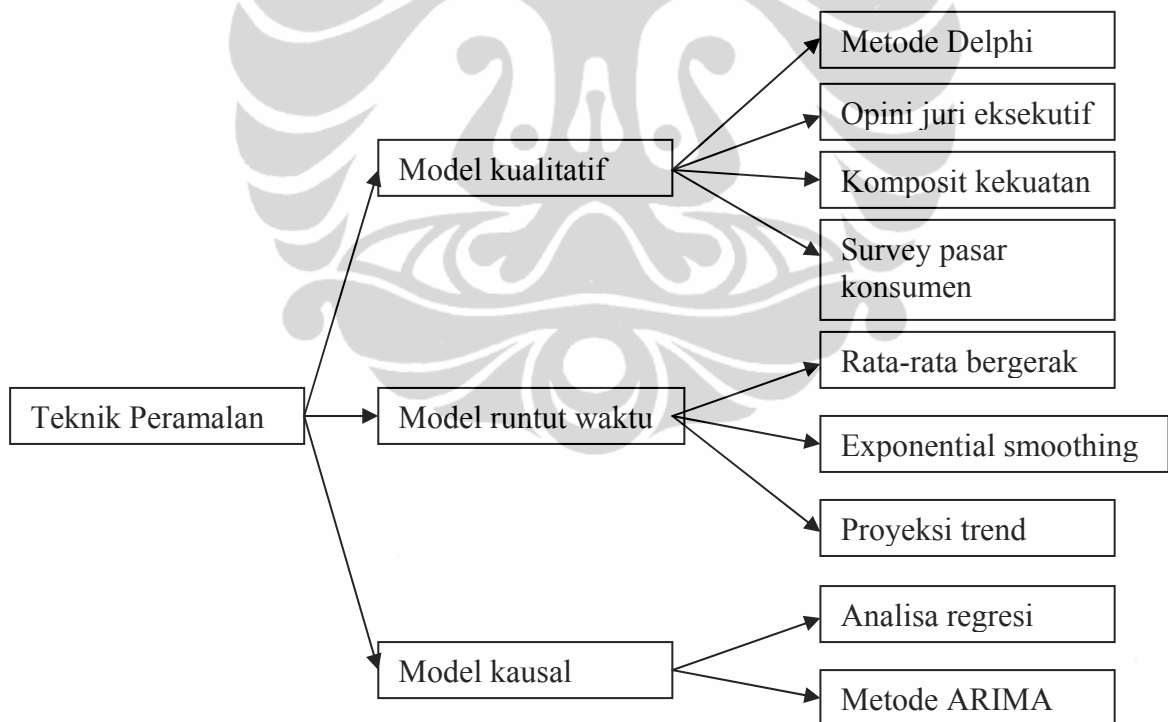 Teknik Peramalan
Model kualitatif
Metode Delphi
Opini juri eksekutif
Komposit kekuatan
Survey pasar
konsumen
Model runtut waktu
Rata-rata bergerak
Exponential smoothing
Proyeksi trend
Model kausal
Analisa regresi
Metode ARIMA